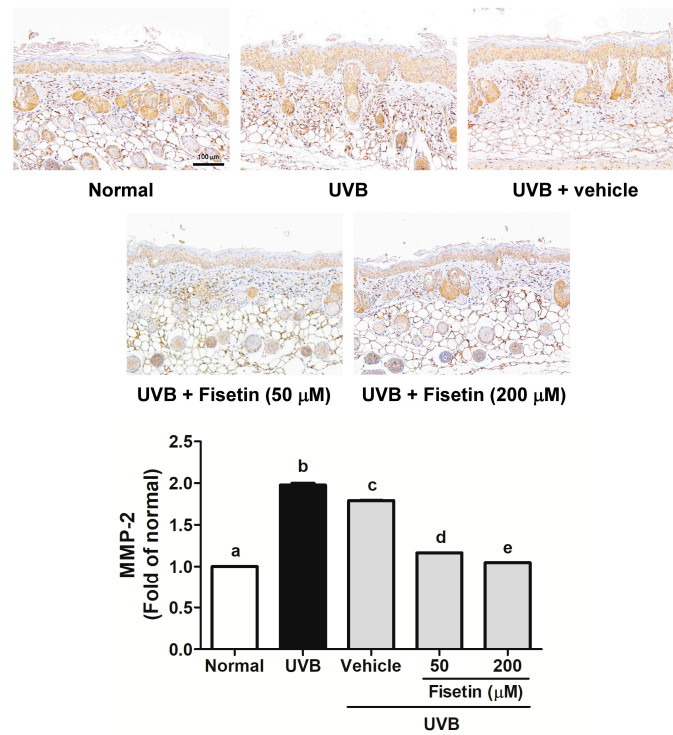 100 μm
Normal
UVB
UVB + vehicle
UVB + Fisetin (50 μM)
UVB + Fisetin (200 μM)
MMP-2
(Fold of normal)
2.5
2.0
1.5
1.0
0.5
0.0
a
b
c
d
e
Normal
UVB
Vehicle
50
200
Fisetin (μM)
UVB